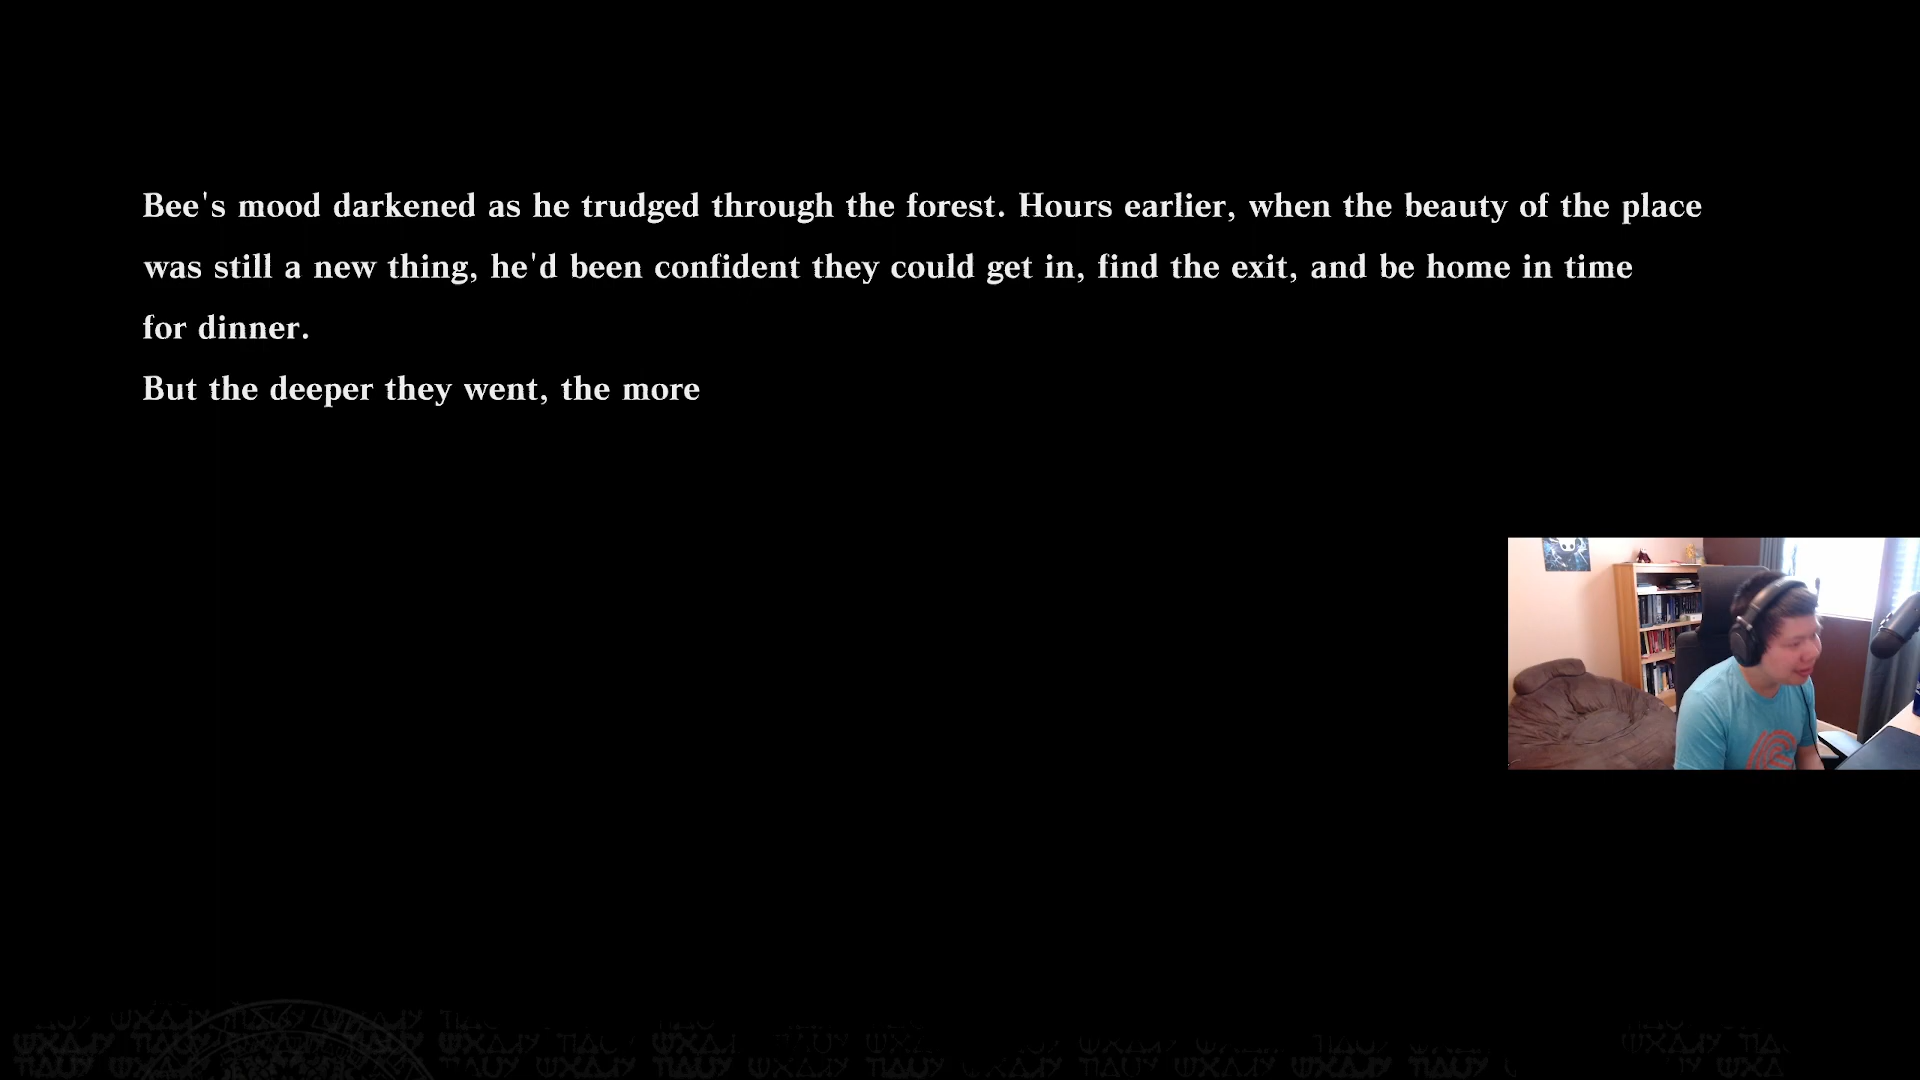 Bee's mood darkened as he trudged through the forest. Hours earlier, when the beauty of the place
was still a new thing, he'd been confident they could get in, find the exit, and be home in time
for dinner.
But the deeper they went, the more